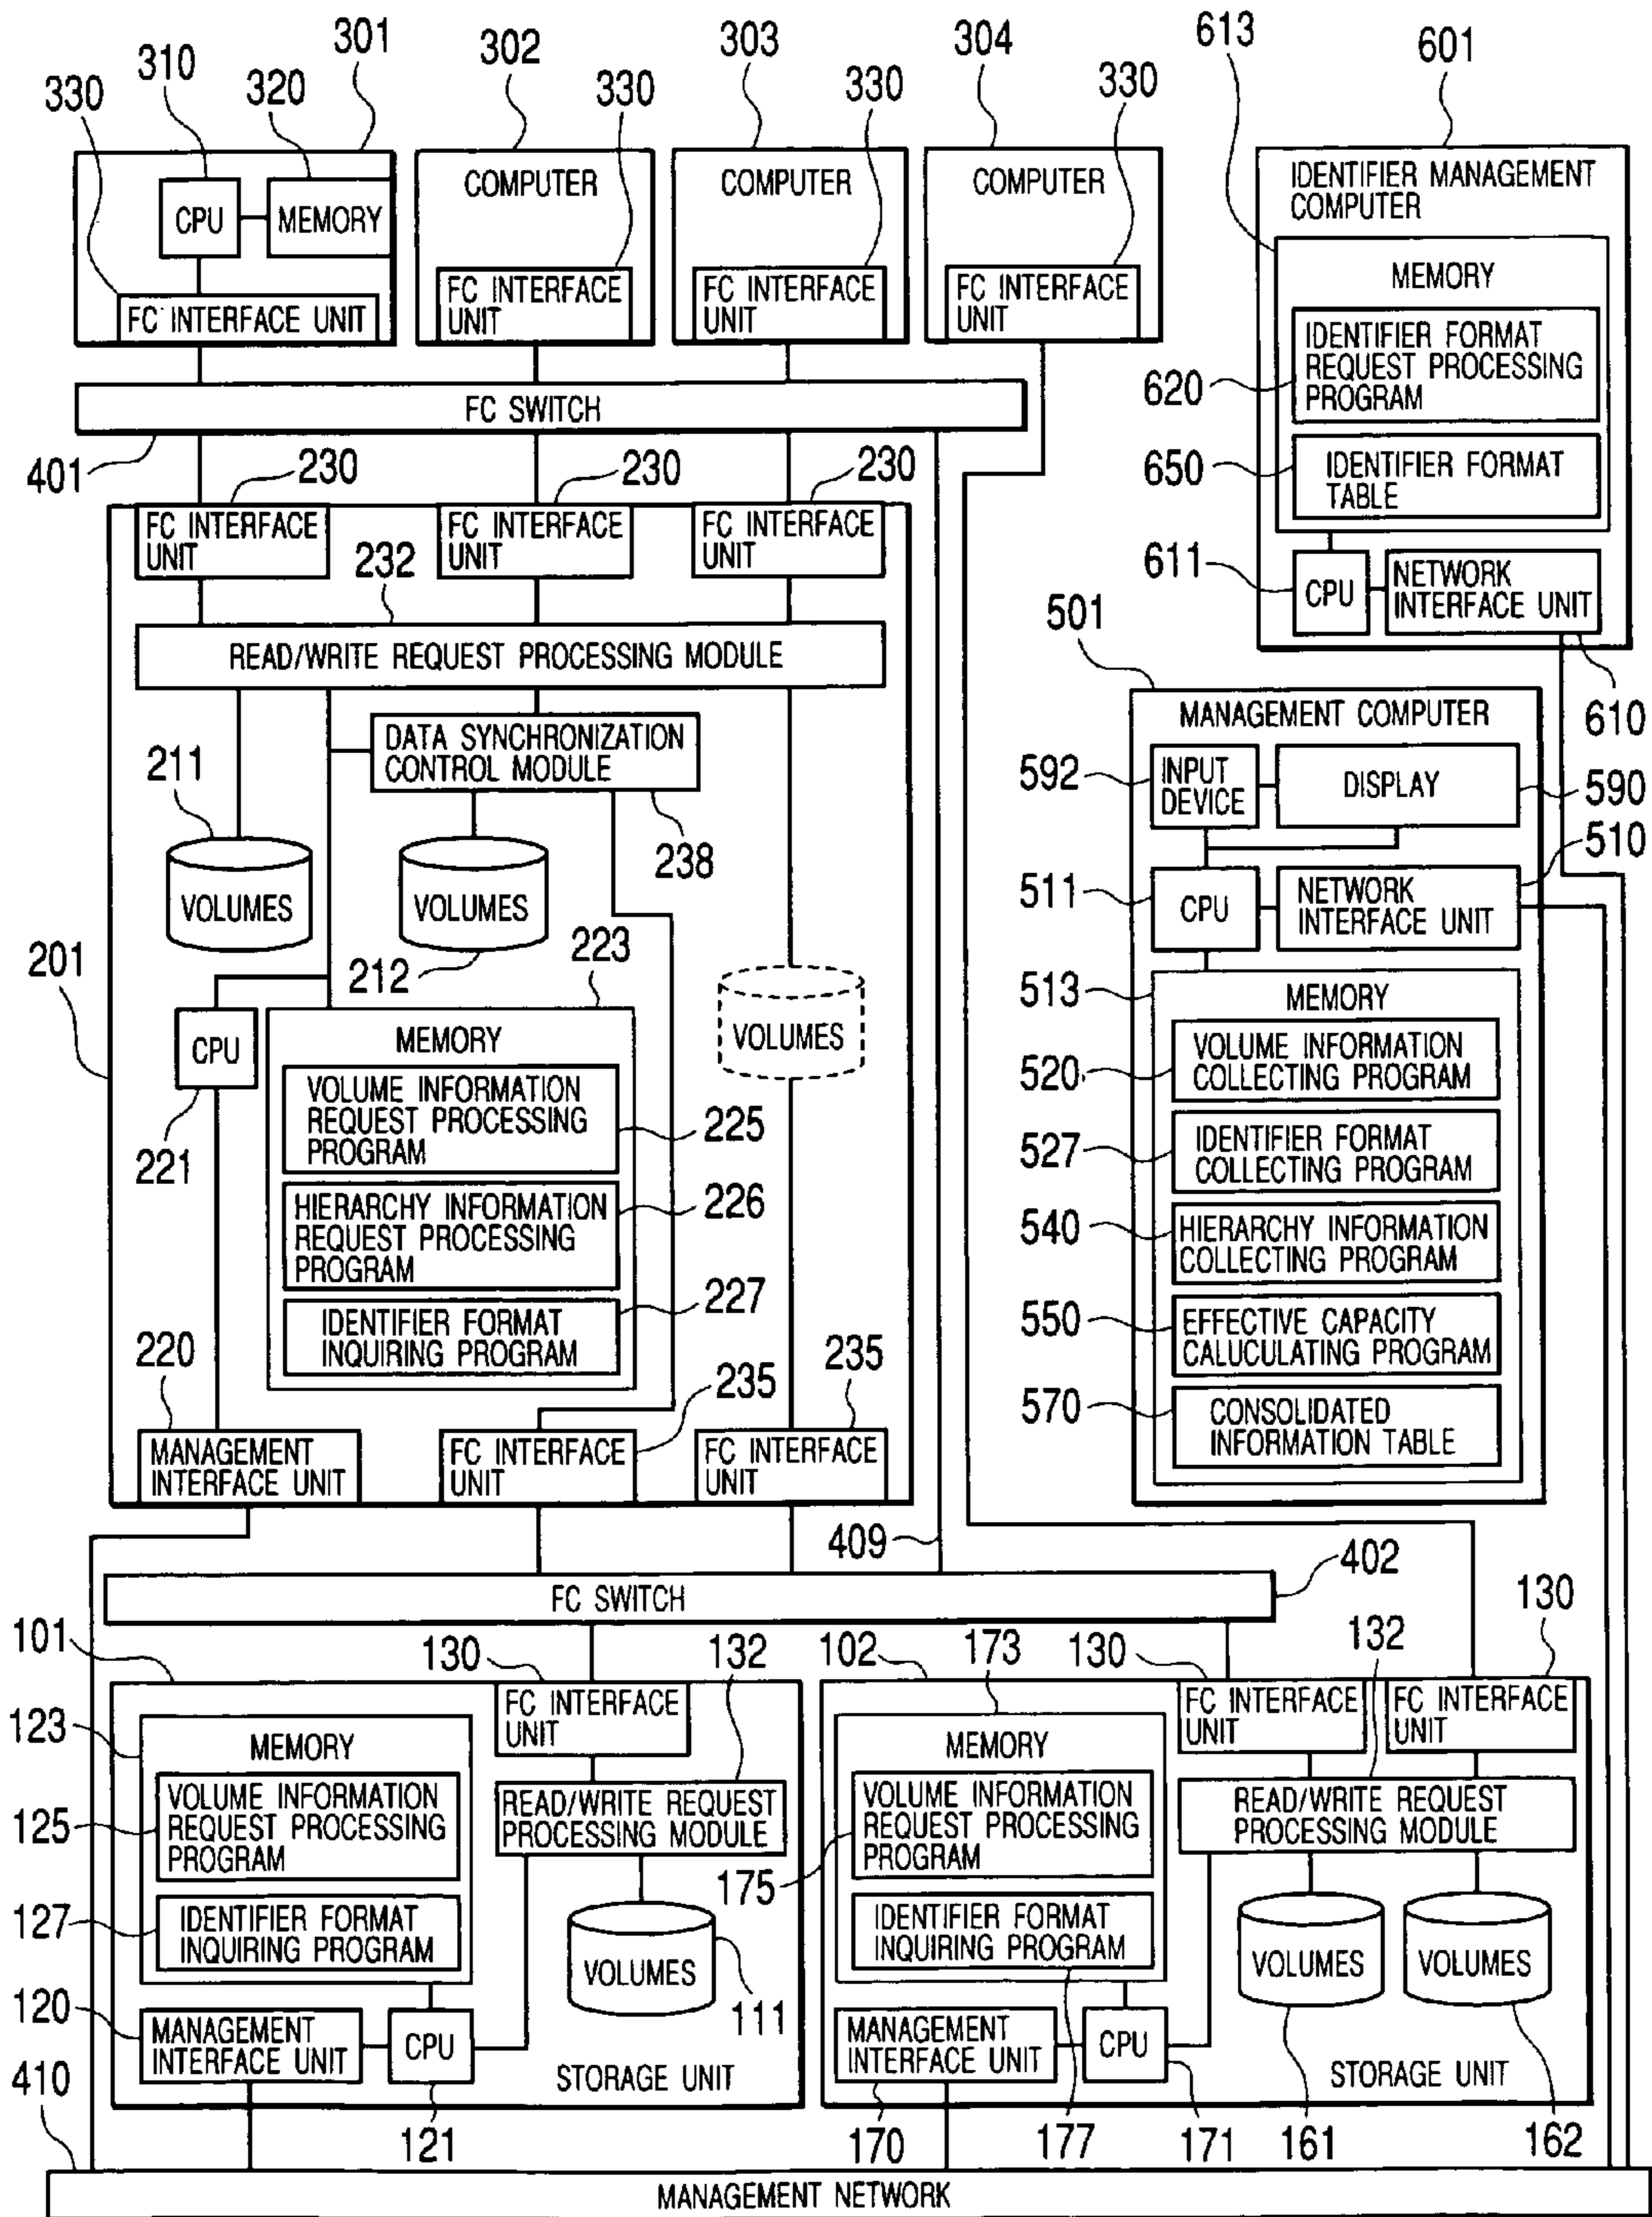 301
302
303
304
613
601
310
320
330
330
330
330
CPU
MEMORY
FC INTERFACE UNIT
COMPUTER
FC INTERFACE
UNIT
COMPUTER
FC INTERFACE
UNIT
COMPUTER
FC INTERFACE
UNIT
IDENTIFIER MANAGEMENT
COMPUTER
MEMORY
IDENTIFIER FORMAT
REQUEST PROCESSING
PROGRAM
620
IDENTIFIER FORMAT
TABLE
650
611
CPU
NETWORK
INTERFACE UNIT
610
FC SWITCH
401
230
230
230
FC INTERFACE
UNIT
FC INTERFACE
UNIT
FC INTERFACE
UNIT
232
READ/WRITE REQUEST PROCESSING MODULE
DATA SYNCHRONIZATION
CONTROL MODULE
238
211
VOLUMES
VOLUMES
212
VOLUMES
201
CPU
221
223
MEMORY
VOLUME INFORMATION
REQUEST PROCESSING
PROGRAM
225
HIERARCHY INFORMATION
REQUEST PROCESSING
PROGRAM
226
IDENTIFIER FORMAT
INQUIRING PROGRAM
227
220
235
235
MANAGEMENT
INTERFACE UNIT
FC INTERFACE
UNIT
FC INTERFACE
UNIT
501
MANAGEMENT COMPUTER
592
INPUT
DEVICE
DISPLAY
590
510
511
CPU
NETWORK
INTERFACE UNIT
513
MEMORY
520
VOLUME INFORMATION
COLLECTING PROGRAM
527
IDENTIFIER FORMAT
COLLECTING PROGRAM
540
HIERARCHY INFORMATION
COLLECTING PROGRAM
550
EFFECTIVE CAPACITY
CALUCULATING PROGRAM
570
CONSOLIDATED
INFORMATION TABLE
409
402
FC SWITCH
101
130
132
FC INTERFACE
UNIT
123
MEMORY
125
VOLUME INFORMATION
REQUEST PROCESSING
PROGRAM
127
IDENTIFIER FORMAT
INQUIRING PROGRAM
READ/WRITE REQUEST
PROCESSING MODULE
VOLUMES
111
120
MANAGEMENT
INTERFACE UNIT
CPU
121
STORAGE UNIT
102
173
130
132
130
FC INTERFACE
UNIT
FC INTERFACE
UNIT
MEMORY
VOLUME INFORMATION
REQUEST PROCESSING
PROGRAM
175
IDENTIFIER FORMAT
INQUIRING PROGRAM
READ/WRITE REQUEST
PROCESSING MODULE
VOLUMES
VOLUMES
MANAGEMENT
INTERFACE UNIT
CPU
STORAGE UNIT
170
177
171
161
162
410
MANAGEMENT NETWORK